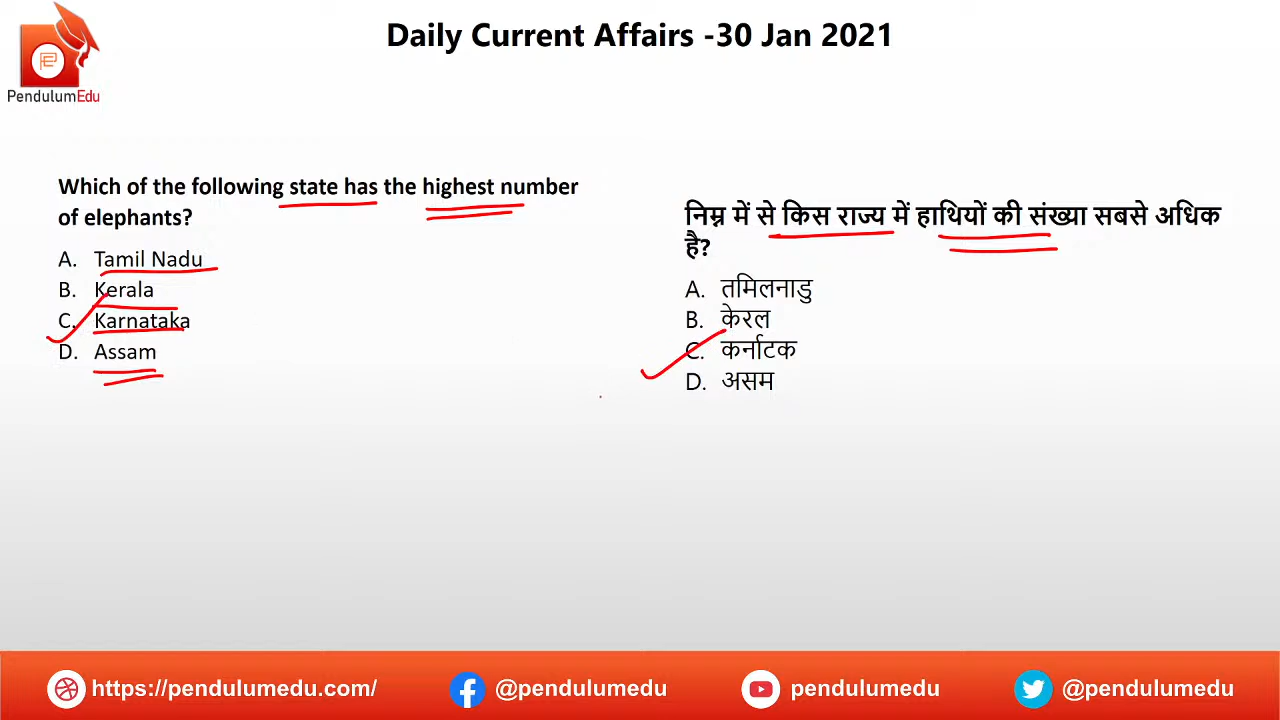 Daily Current Affairs -30 Jan 2021
PendulumEdu
Which of the following state has the highest number
of elephants?
A. Tamil Nadu
B. Kerala
C. Karnataka
D. Assam
निम्न में से किस राज्य में हाथियों की संख्या सबसे अधिक
है?
A. तमिलनाडु
B. केरल
C. कर्नाटक
D. असम
https://pendulumedu.com/
@pendulumedu
pendulumedu
@pendulumedu